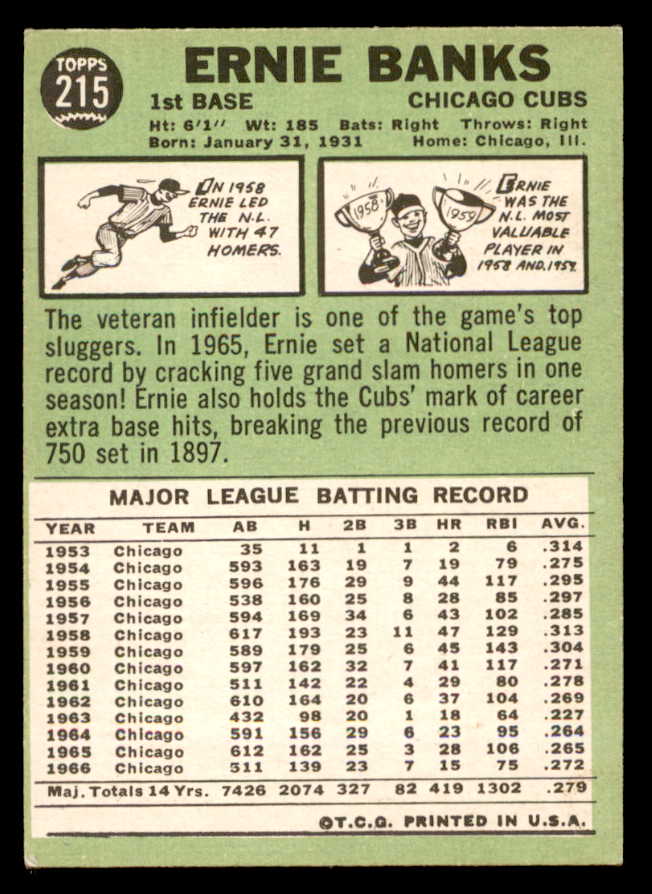 TOPPS
215
ERNIE BANKS
1st BASE CHICAGO CUBS
Ht: 6'1" Wt: 185 Bats: Right Throws: Right
Born: January 31, 1931 Home: Chicago, Ill.
IN 1958
ERNIE LED
THE N.L.
WITH 47
HOMERS.
1958
1959
ERNIE
WAS THE
N.L. MOST
VALUABLE
PLAYER IN
1958 AND 1959.
The veteran infielder is one of the game's top
sluggers. In 1965, Ernie set a National League
record by cracking five grand slam homers in one
season! Ernie also holds the Cubs' mark of career
extra base hits, breaking the previous record of
750 set in 1897.
MAJOR LEAGUE BATTING RECORD
YEAR TEAM AB H 2B 3B HR RBI AVG.
1953 Chicago 35 11 1 1 2 6 .314
1954 Chicago 593 163 19 7 19 79 .275
1955 Chicago 596 176 29 9 44 117 .295
1956 Chicago 538 160 25 8 28 85 .297
1957 Chicago 594 169 34 6 43 102 .285
1958 Chicago 617 193 23 11 47 129 .313
1959 Chicago 589 179 25 6 45 143 .304
1960 Chicago 597 162 32 7 41 117 .271
1961 Chicago 511 142 22 4 29 80 .278
1962 Chicago 610 164 20 6 37 104 .269
1963 Chicago 432 98 20 1 18 64 .227
1964 Chicago 591 156 29 6 23 95 .264
1965 Chicago 612 162 25 3 28 106 .265
1966 Chicago 511 139 23 7 15 75 .272
Maj. Totals 14 Yrs. 7426 2074 327 82 419 1302 .279
©T.C.G. PRINTED IN U.S.A.